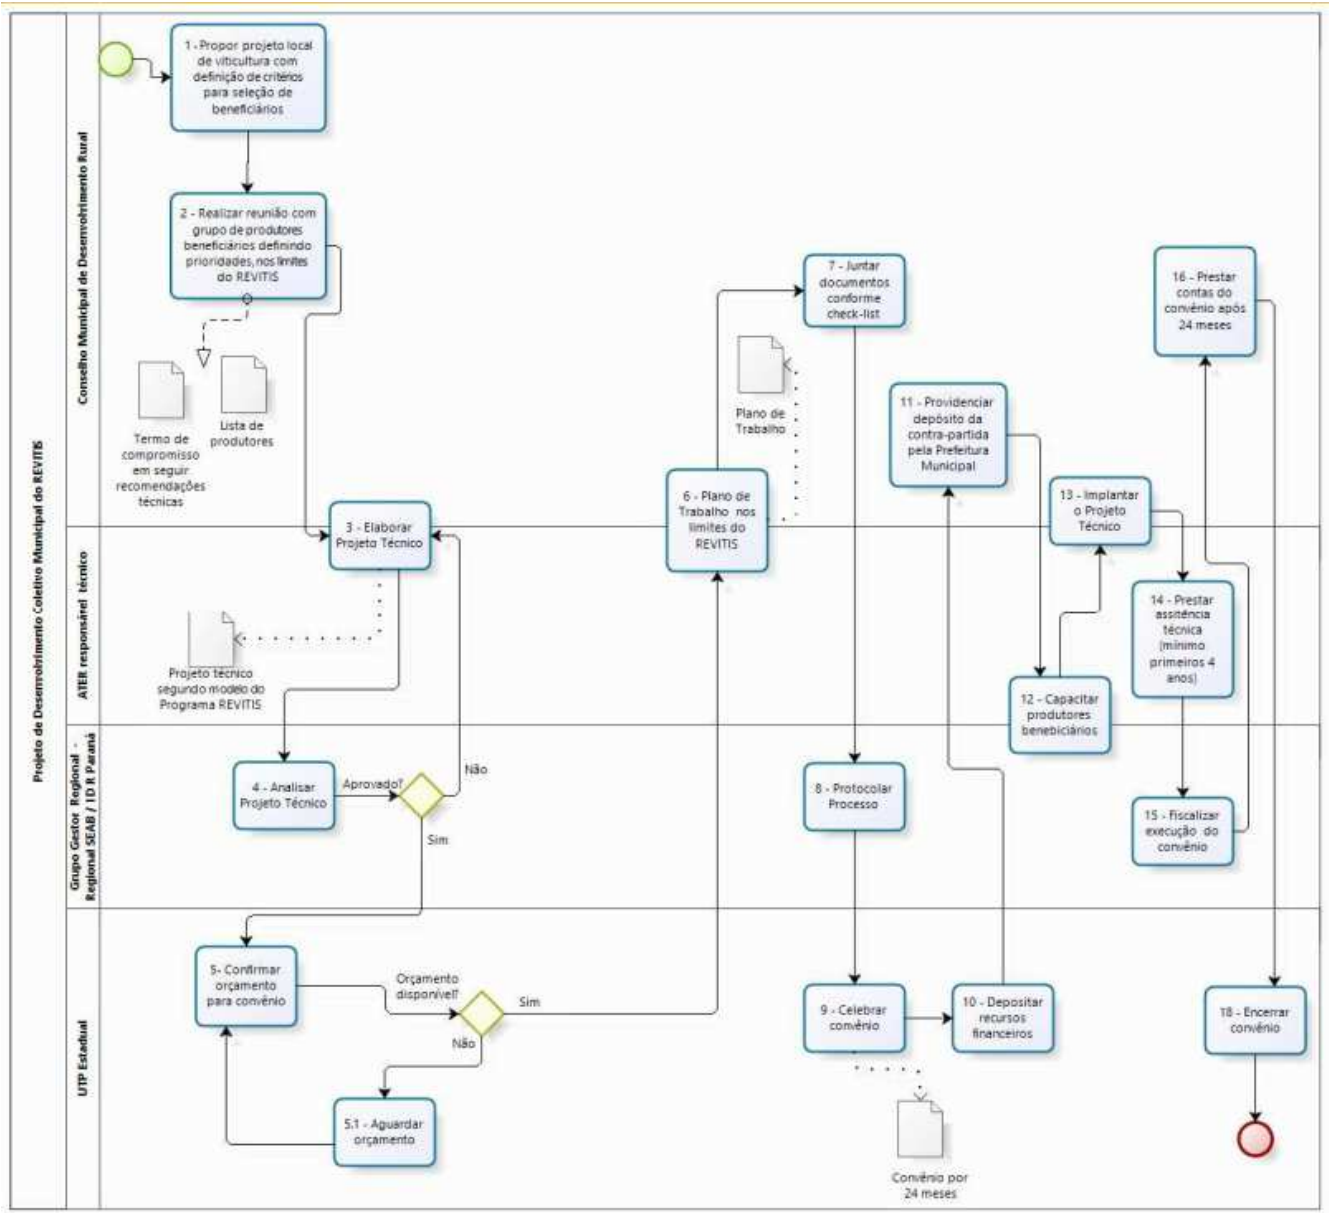 Projeto de Desenvolvimento Coletivo Municipal do REVITIS
Conselho Municipal de Desenvolvimento Rural
1 - Propor projeto local
de viticultura com
definição de critérios
para seleção de
beneficiários
2 - Realizar reunião com
grupo de produtores
beneficiários definindo
prioridades, nos limites
do REVITIS
Termo de
compromisso
em seguir
recomendações
técnicas
Lista de
produtores
ATER responsável técnico
3 - Elaborar
Projeto Técnico
Projeto técnico
segundo modelo do
Programa REVITIS
Grupo Gestor Regional -
Regional SEAB / ID R Paraná
4 - Analisar
Projeto Técnico
Aprovado?
Não
Sim
UTP Estadual
5- Confirmar
orçamento
para convênio
Orçamento
disponível?
Sim
Não
5.1 - Aguardar
orçamento
6 - Plano de
Trabalho nos
limites do
REVITIS
Plano de
Trabalho
7 - Juntar
documentos
conforme
check-list
8 - Protocolar
Processo
9 - Celebrar
convênio
Convênio por
24 meses
10 - Depositar
recursos
financeiros
11 - Providenciar
depósito da
contra-partida
pela Prefeitura
Municipal
12 - Capacitar
produtores
benebiciários
13 - Implantar
o Projeto
Técnico
14 - Prestar
assitência
técnica
(mínimo
primeiros 4
anos)
15 - Fiscalizar
execução do
convênio
16 - Prestar
contas do
convênio após
24 meses
18 - Encerrar
convênio